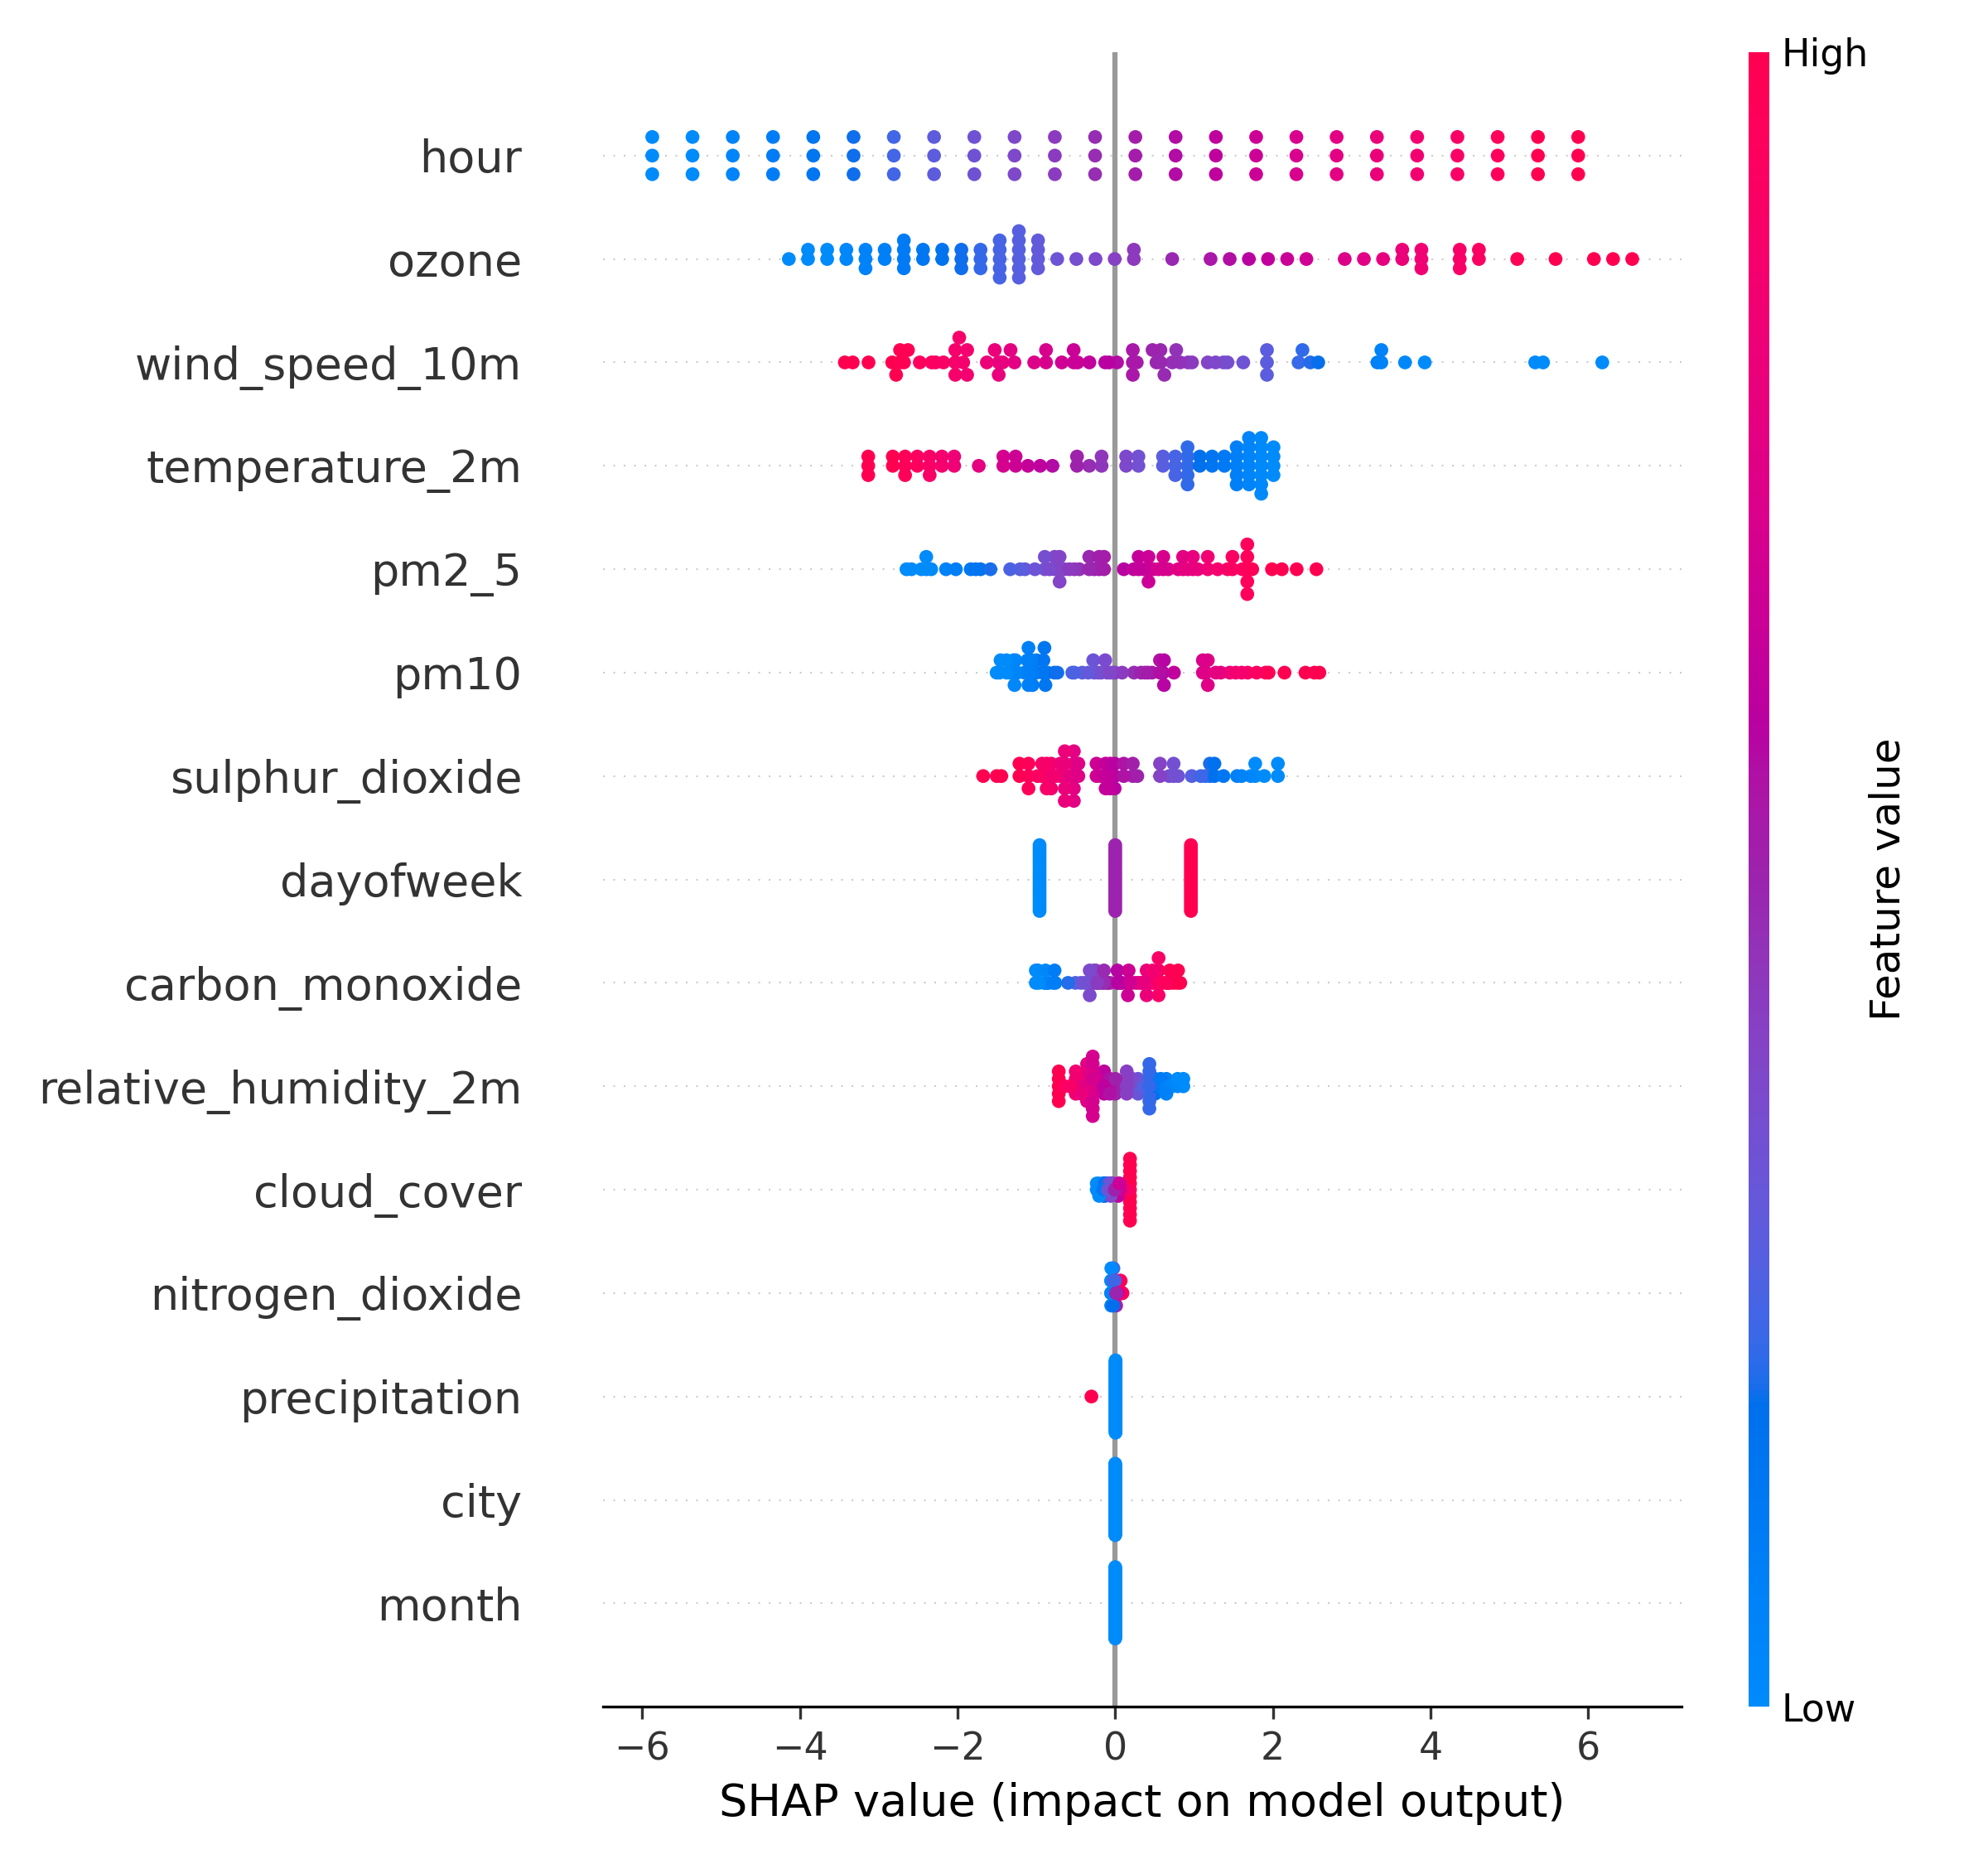 High
hour
ozone
wind_speed_10m
temperature_2m
pm2_5
pm10
sulphur_dioxide
dayofweek
carbon_monoxide
relative_humidity_2m
cloud_cover
nitrogen_dioxide
precipitation
city
month
Feature value
Low
−6 −4 −2 0 2 4 6
SHAP value (impact on model output)